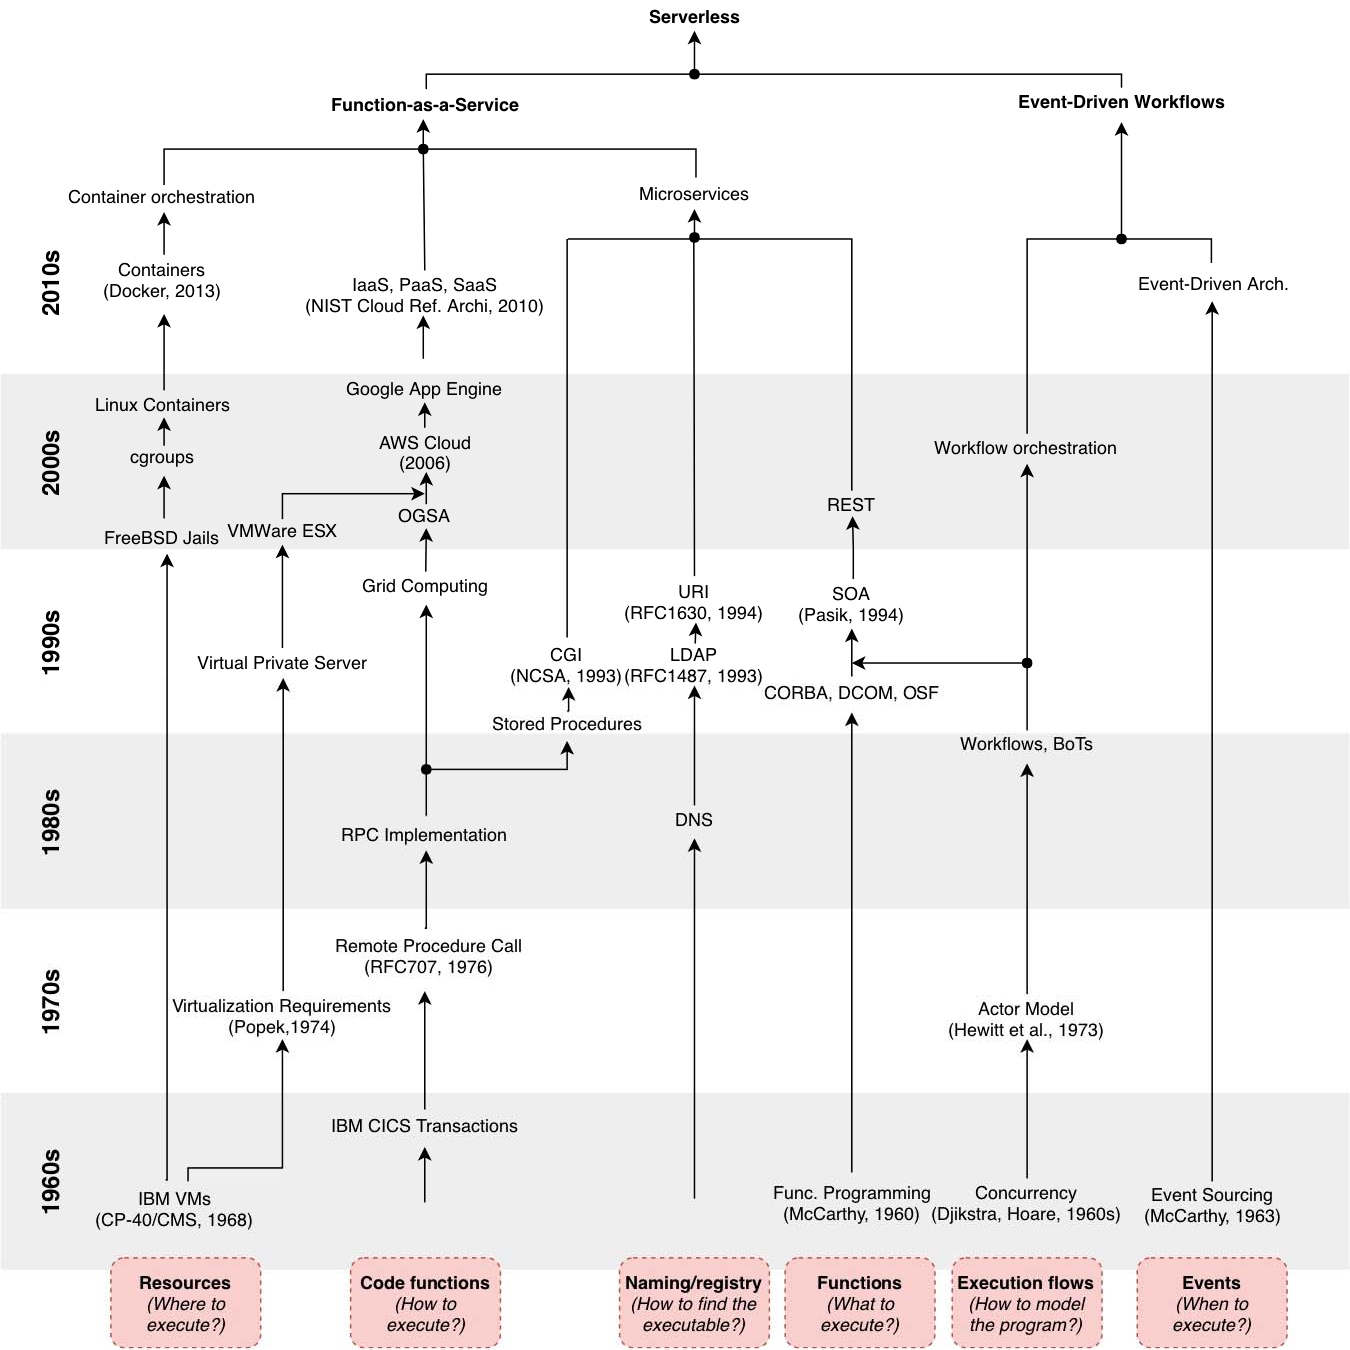 Serverless
Function-as-a-Service
Event-Driven Workflows
Container orchestration
Microservices
2010s
Containers
(Docker, 2013)
IaaS, PaaS, SaaS
(NIST Cloud Ref. Archi, 2010)
Event-Driven Arch.
2000s
Linux Containers
cgroups
FreeBSD Jails
VMWare ESX
Google App Engine
AWS Cloud
(2006)
OGSA
REST
Workflow orchestration
1990s
Grid Computing
Virtual Private Server
CGI
(NCSA, 1993)
URI
(RFC1630, 1994)
LDAP
(RFC1487, 1993)
SOA
(Pasik, 1994)
CORBA, DCOM, OSF
Stored Procedures
Workflows, BoTs
1980s
RPC Implementation
DNS
1970s
Remote Procedure Call
(RFC707, 1976)
Virtualization Requirements
(Popek,1974)
Actor Model
(Hewitt et al., 1973)
1960s
IBM CICS Transactions
IBM VMs
(CP-40/CMS, 1968)
Func. Programming
(McCarthy, 1960)
Concurrency
(Djikstra, Hoare, 1960s)
Event Sourcing
(McCarthy, 1963)
Resources
(Where to
execute?)
Code functions
(How to
execute?)
Naming/registry
(How to find the
executable?)
Functions
(What to
execute?)
Execution flows
(How to model
the program?)
Events
(When to
execute?)